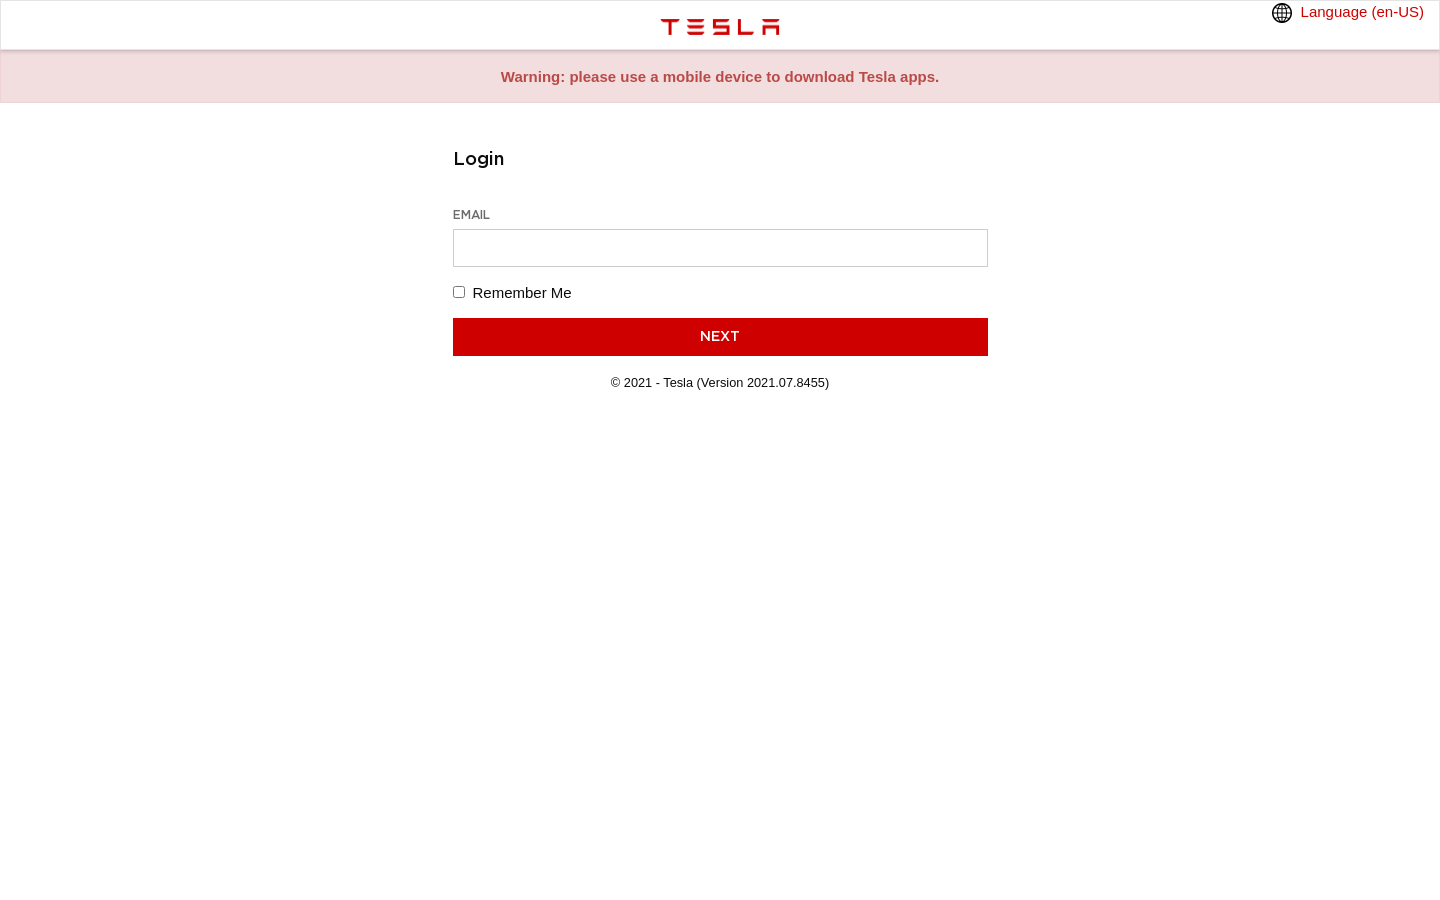 TESLA
Language (en-US)
Warning: please use a mobile device to download Tesla apps.
Login
EMAIL
Remember Me
NEXT
© 2021 - Tesla (Version 2021.07.8455)